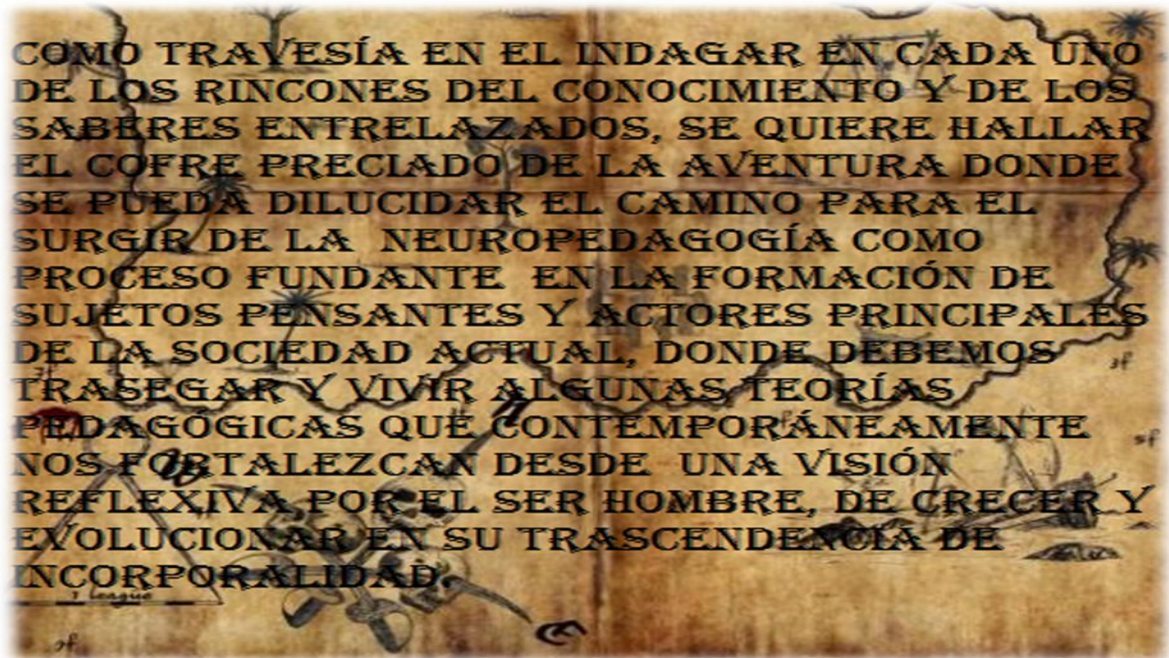 COMO TRAVESÍA EN EL INDAGAR EN CADA UNO
DE LOS RINCONES DEL CONOCIMIENTO Y DE LOS
SABERES ENTRELAZADOS, SE QUIERE HALLAR
EL COFRE PRECIADO DE LA AVENTURA DONDE
SE PUEDA DILUCIDAR EL CAMINO PARA EL
SURGIR DE LA NEUROPEDAGOGÍA COMO
PROCESO FUNDANTE EN LA FORMACIÓN DE
SUJETOS PENSANTES Y ACTORES PRINCIPALES
DE LA SOCIEDAD ACTUAL, DONDE DEBEMOS
TRASEGAR Y VIVIR ALGUNAS TEORÍAS
PEDAGÓGICAS QUE CONTEMPORÁNEAMENTE
NOS FORTALEZCAN DESDE UNA VISIÓN
REFLEXIVA POR EL SER HOMBRE, DE CRECER Y
EVOLUCIONAR EN SU TRASCENDENCIA DE
INCORPORALIDAD.
1 league